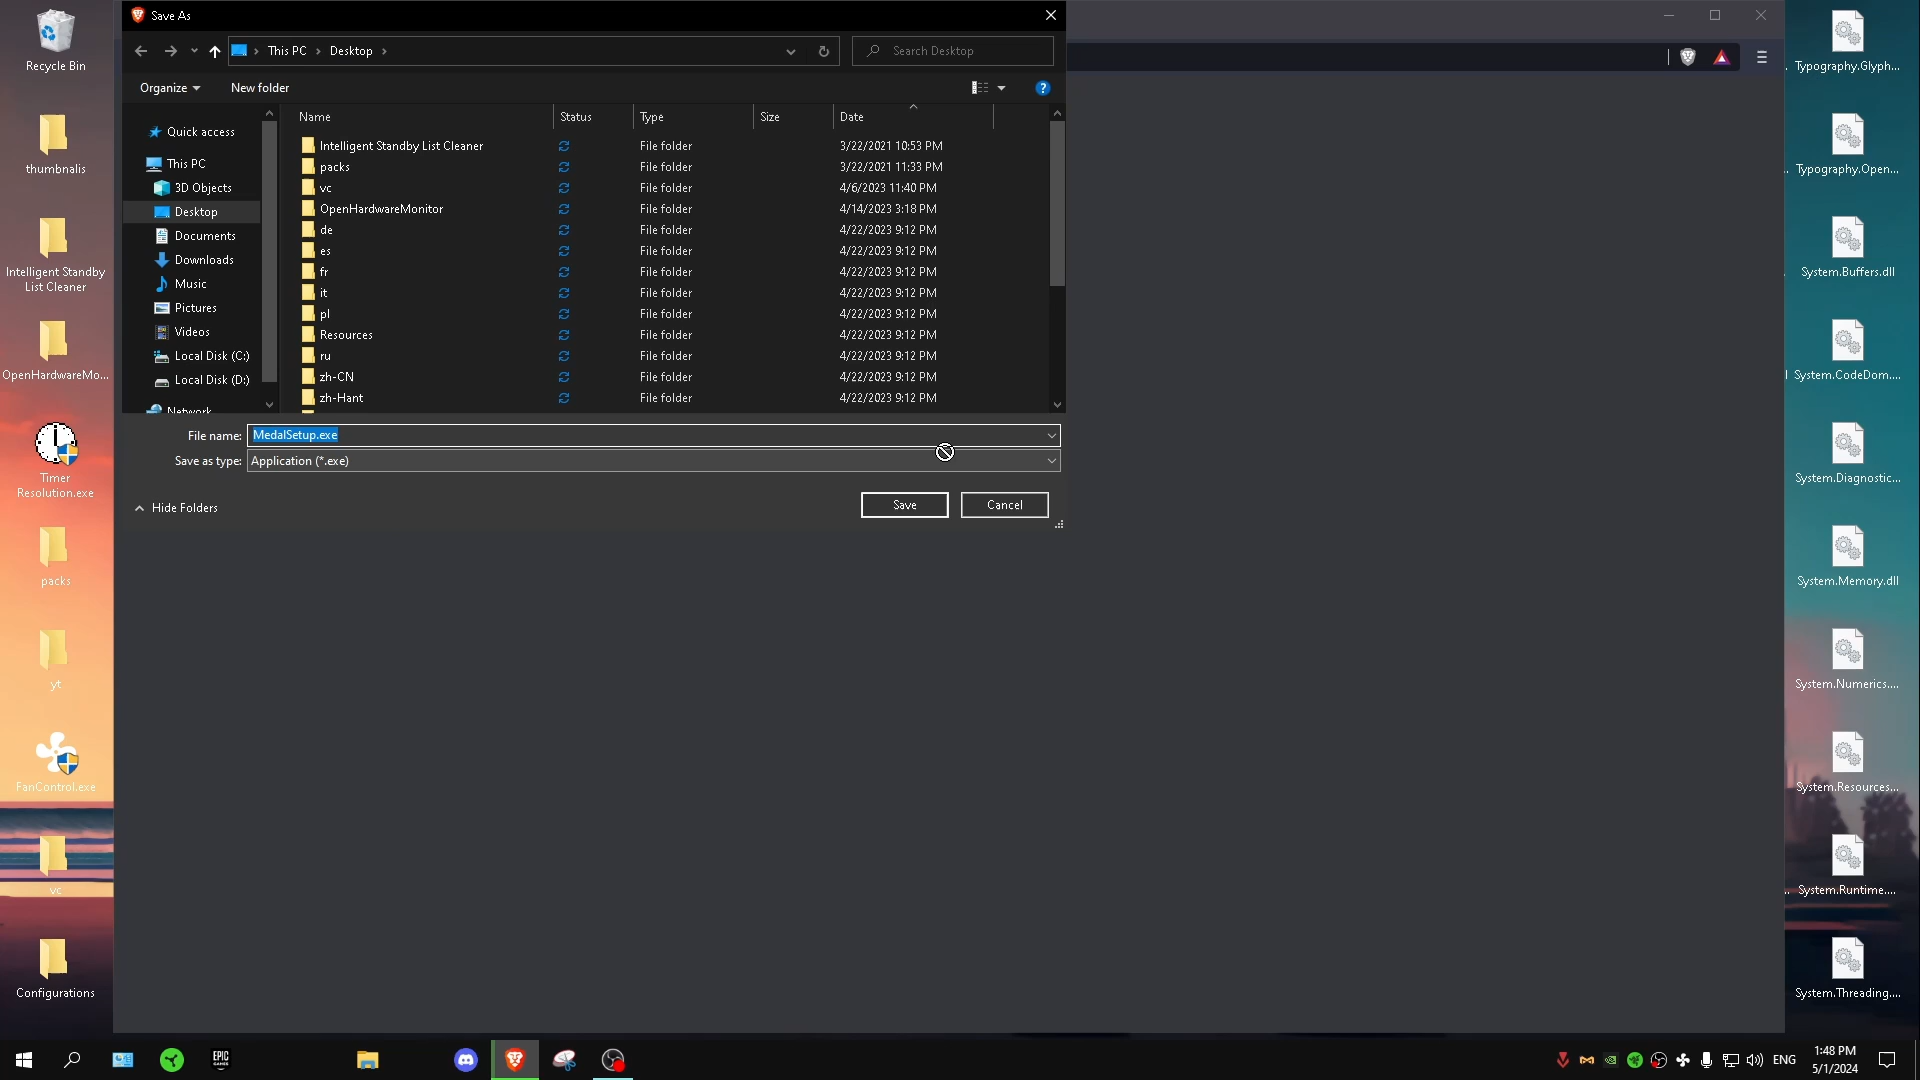 Save As
This PC
Desktop
Search Desktop
Organize
New folder
Name
Status
Type
Size
Date
Intelligent Standby List Cleaner File folder 3/22/2021 10:53 PM
packs File folder 3/22/2021 11:33 PM
vc File folder 4/6/2023 11:40 PM
OpenHardwareMonitor File folder 4/14/2023 3:18 PM
de File folder 4/22/2023 9:12 PM
es File folder 4/22/2023 9:12 PM
fr File folder 4/22/2023 9:12 PM
it File folder 4/22/2023 9:12 PM
pl File folder 4/22/2023 9:12 PM
Resources File folder 4/22/2023 9:12 PM
ru File folder 4/22/2023 9:12 PM
zh-CN File folder 4/22/2023 9:12 PM
zh-Hant File folder 4/22/2023 9:12 PM
Quick access
This PC
3D Objects
Desktop
Documents
Downloads
Music
Pictures
Videos
Local Disk (C:)
Local Disk (D:)
Network
File name: MedalSetup.exe
Save as type: Application (*.exe)
Hide Folders
Save
Cancel
Recycle Bin
thumbnalis
Intelligent Standby
List Cleaner
OpenHardwareMo...
Timer
Resolution.exe
packs
yt
FanControl.exe
vc
Configurations
Typography.Glyph...
Typography.Open...
System.Buffers.dll
System.CodeDom....
System.Diagnostic...
System.Memory.dll
System.Numerics....
System.Resources...
System.Runtime....
System.Threading....
EPIC
GAMES
ENG
1:48 PM
5/1/2024